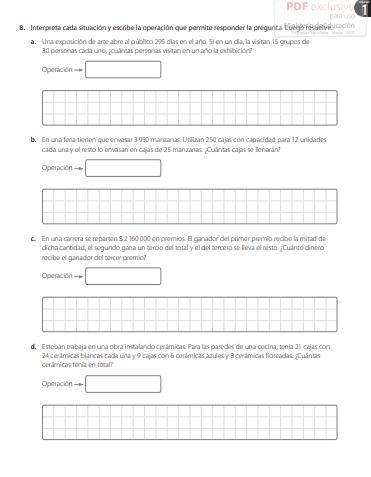 PDF exclusivo
para uso
Ministerio de Educación
1
8. Interpreta cada situación y escribe la operación que permite responder la pregunta. Luego resuelve.
a. Una exposición de arte abre al público 295 días en el año. Si en un día, la visitan 15 grupos de
30 personas cada uno, ¿cuántas personas visitan en un año la exhibición?
Operación →
b. En una feria tienen que envasar 3 950 manzanas. Utilizan 250 cajas con capacidad para 12 unidades
cada una y el resto lo envasan en cajas de 25 manzanas. ¿Cuántas cajas se llenarán?
Operación →
c. En una carrera se reparten $ 2 160 000 en premios. El ganador del primer premio recibe la mitad de
dicha cantidad, el segundo gana un tercio del total y el del tercero se lleva el resto. ¿Cuánto dinero
recibe el ganador del tercer premio?
Operación →
d. Esteban trabaja en una obra instalando cerámicas. Para las paredes de una cocina, tenía 21 cajas con
24 cerámicas blancas cada una y 9 cajas con 6 cerámicas azules y 8 cerámicas floreadas. ¿Cuántas
cerámicas tenía en total?
Operación →